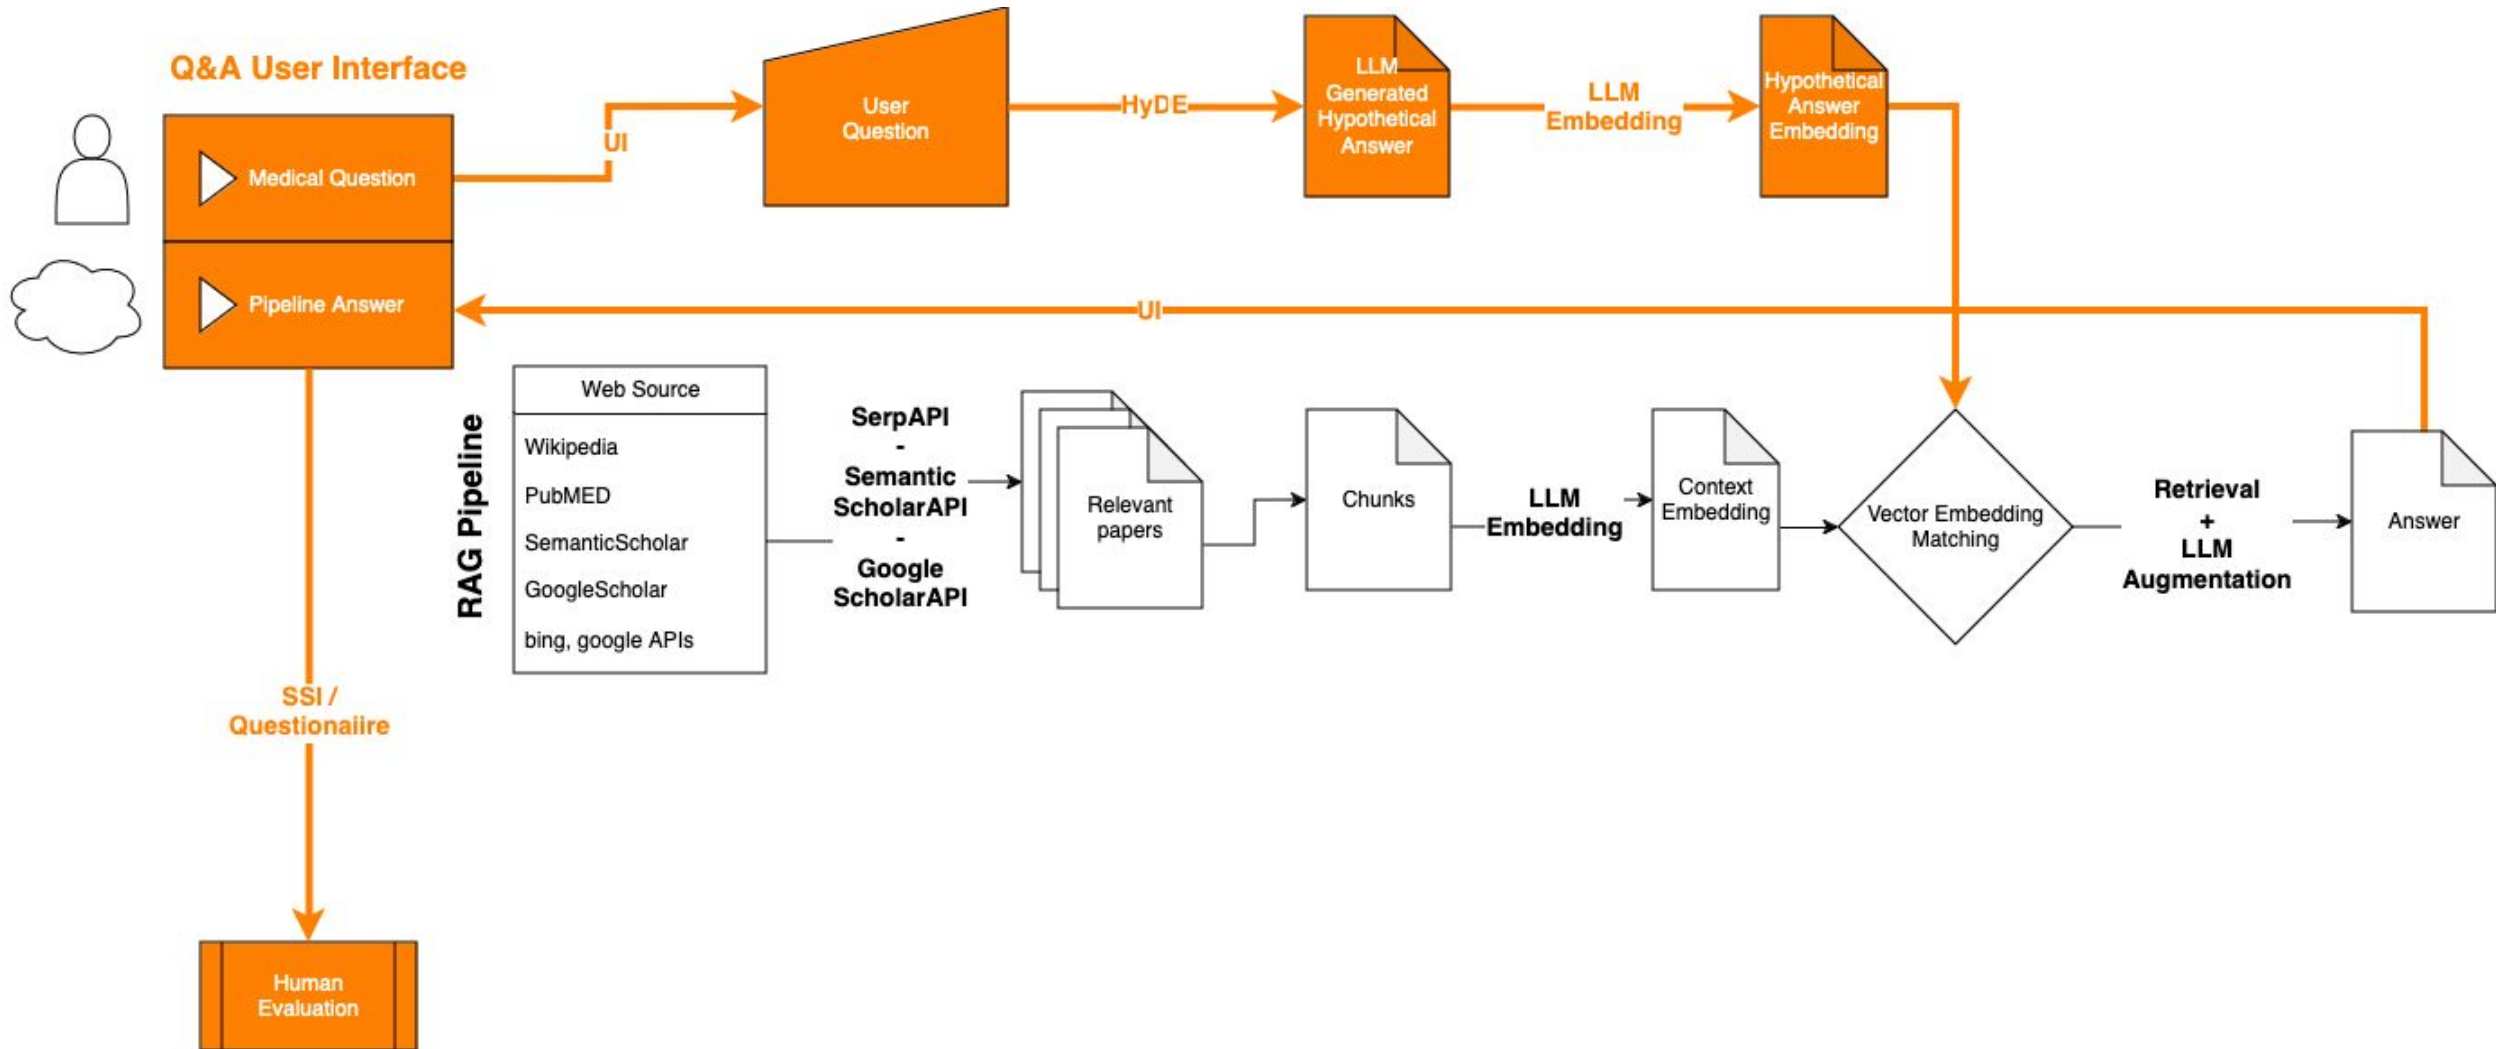 Q&A User Interface
Medical Question
Pipeline Answer
UI
User
Question
HyDE
LLM
Generated
Hypothetical
Answer
LLM
Embedding
Hypothetical
Answer
Embedding
UI
RAG Pipeline
Web Source
Wikipedia
PubMED
SemanticScholar
GoogleScholar
bing, google APIs
SerpAPI
-
Semantic
ScholarAPI
-
Google
ScholarAPI
Relevant
papers
Chunks
LLM
Embedding
Context
Embedding
Vector Embedding
Matching
Retrieval
+
LLM
Augmentation
Answer
SSI /
Questionaiire
Human
Evaluation